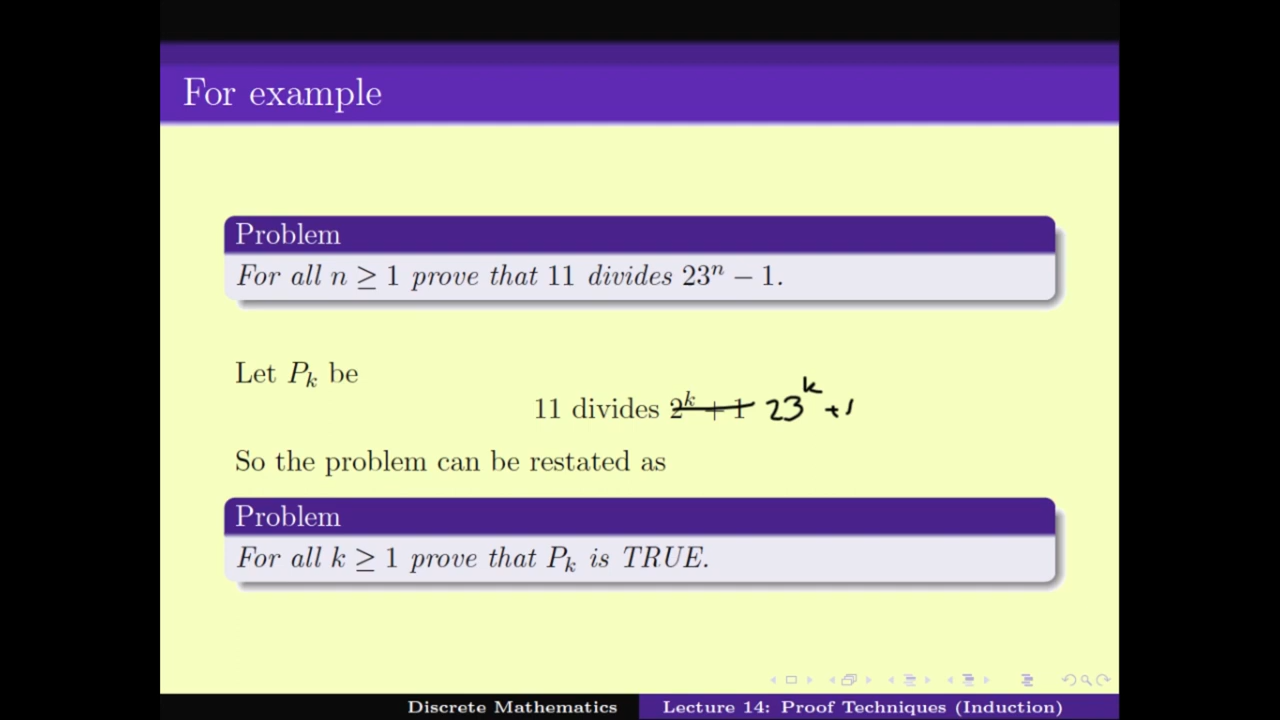 For example
Problem
For all n ≥ 1 prove that 11 divides 23ⁿ − 1.
Let Pₖ be
11 divides 2ᵏ + 1 23ᵏ +1
So the problem can be restated as
Problem
For all k ≥ 1 prove that Pₖ is TRUE.
Discrete Mathematics Lecture 14: Proof Techniques (Induction)